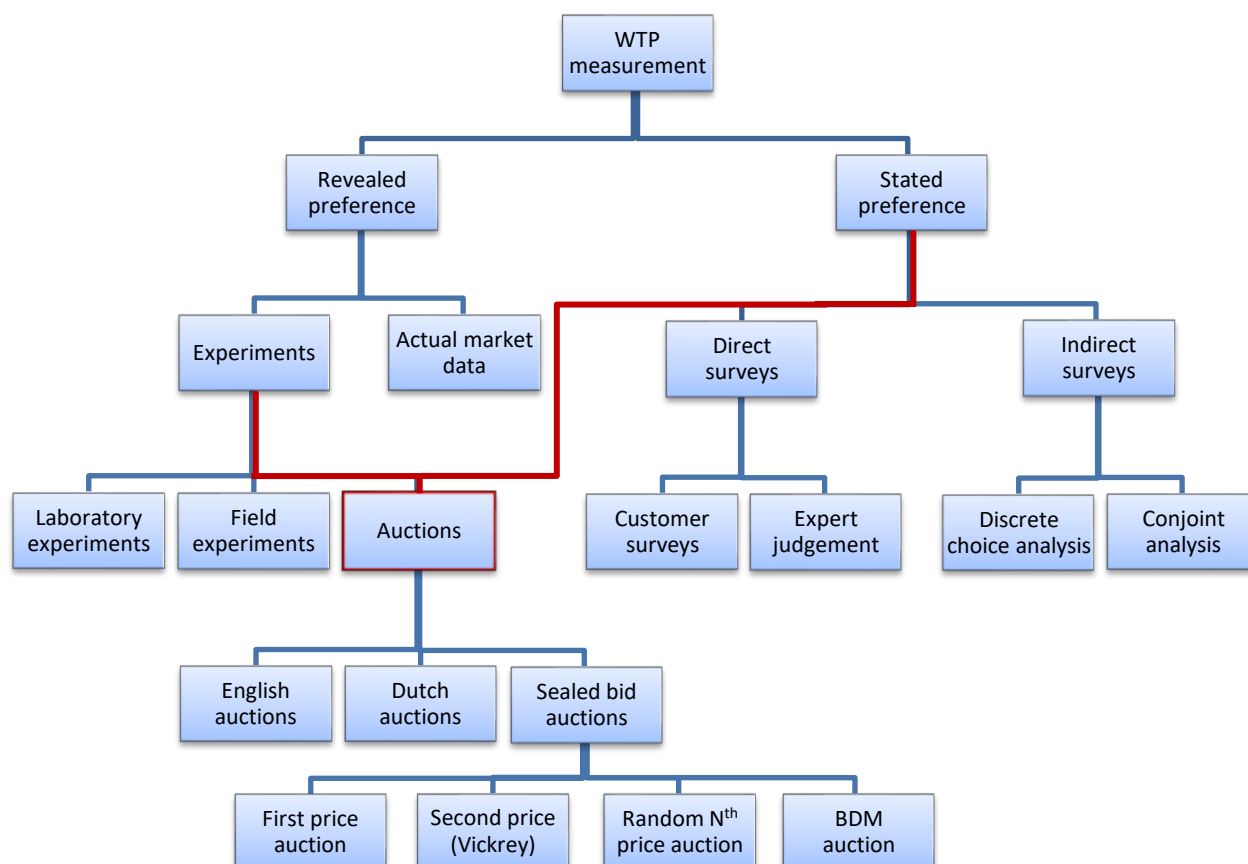 WTP
measurement
Revealed
preference
Stated
preference
Experiments
Actual market
data
Direct
surveys
Indirect
surveys
Laboratory
experiments
Field
experiments
Auctions
Customer
surveys
Expert
judgement
Discrete
choice analysis
Conjoint
analysis
English
auctions
Dutch
auctions
Sealed bid
auctions
First price
auction
Second price
(Vickrey)
Random Nth
price auction
BDM
auction